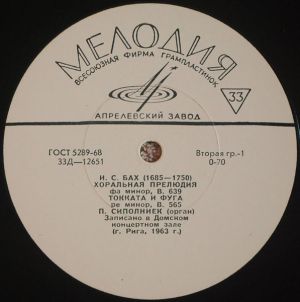 МЕЛОДИЯ
ВСЕСОЮЗНАЯ ФИРМА ГРАМПЛАСТИНОК
33
АПРЕЛЕВСКИЙ ЗАВОД
ГОСТ 5289-68
33Д—12651
Вторая гр.-1
0-70
И. С. БАХ (1685—1750)
ХОРАЛЬНАЯ ПРЕЛЮДИЯ
фа минор, В. 639
ТОККАТА И ФУГА
ре минор, В. 565
П. СИПОЛНИЕК (орган)
Записано в Домском
концертном зале
(г. Рига, 1963 г.)